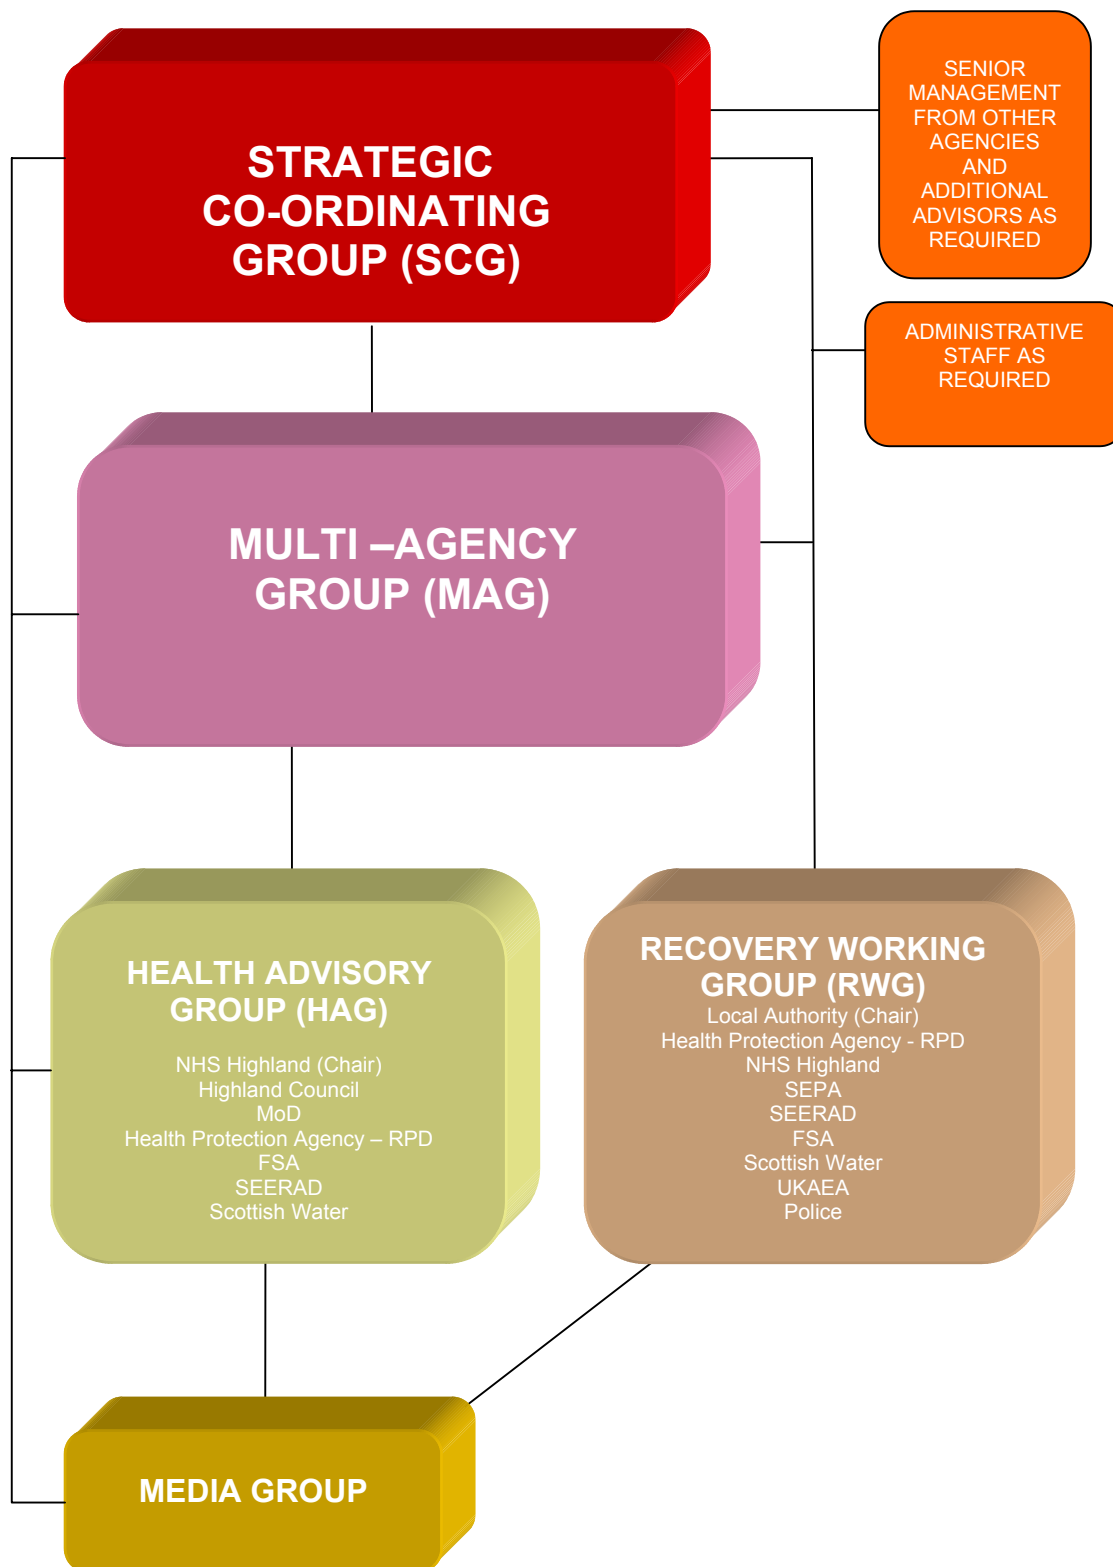 STRATEGIC
CO-ORDINATING
GROUP (SCG)
SENIOR
MANAGEMENT
FROM OTHER
AGENCIES
AND
ADDITIONAL
ADVISORS AS
REQUIRED
ADMINISTRATIVE
STAFF AS
REQUIRED
MULTI –AGENCY
GROUP (MAG)
HEALTH ADVISORY
GROUP (HAG)
NHS Highland (Chair)
Highland Council
MoD
Health Protection Agency – RPD
FSA
SEERAD
Scottish Water
RECOVERY WORKING
GROUP (RWG)
Local Authority (Chair)
Health Protection Agency - RPD
NHS Highland
SEPA
SEERAD
FSA
Scottish Water
UKAEA
Police
MEDIA GROUP